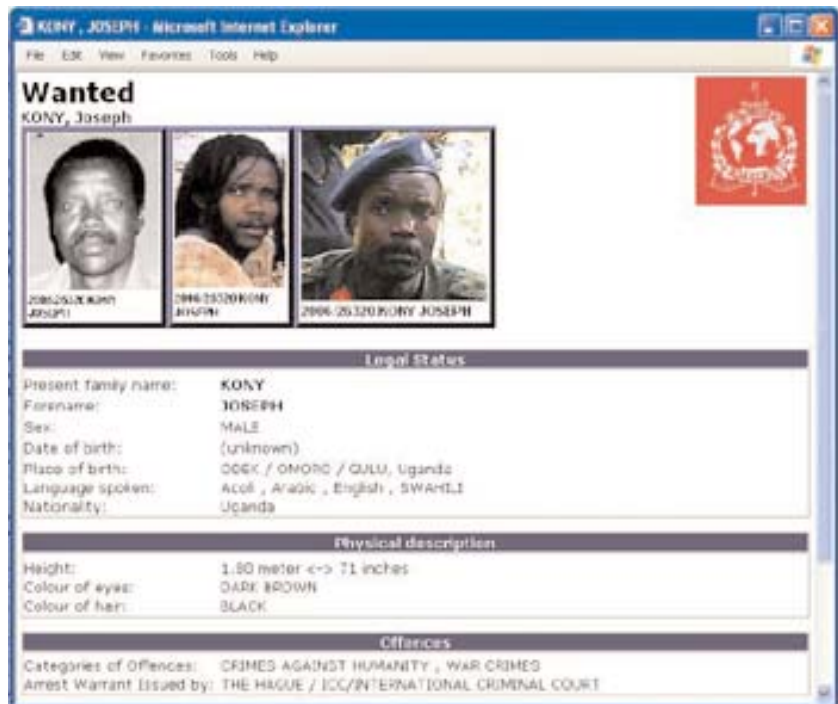 KONY , JOSEPH - Microsoft Internet Explorer
File Edit View Favorites Tools Help
Wanted
KONY, Joseph
2006/26320 KONY JOSEPH
2006/26320 KONY JOSEPH
2006/26320 KONY JOSEPH
Legal Status
Present family name: KONY
Forename: JOSEPH
Sex: MALE
Date of birth: (unknown)
Place of birth: ODEK / OMORO / GULU, Uganda
Language spoken: Acoli , Arabic , English , SWAHILI
Nationality: Uganda
Physical description
Height: 1.80 meter <-> 71 inches
Colour of eyes: DARK BROWN
Colour of hair: BLACK
Offences
Categories of Offences: CRIMES AGAINST HUMANITY , WAR CRIMES
Arrest Warrant Issued by: THE HAGUE / ICC/INTERNATIONAL CRIMINAL COURT